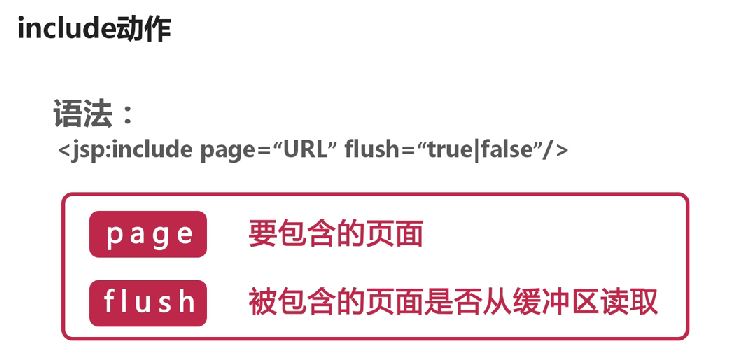 include动作
语法：
<jsp:include page=“URL” flush=“true|false”/>
page 要包含的页面
flush 被包含的页面是否从缓冲区读取